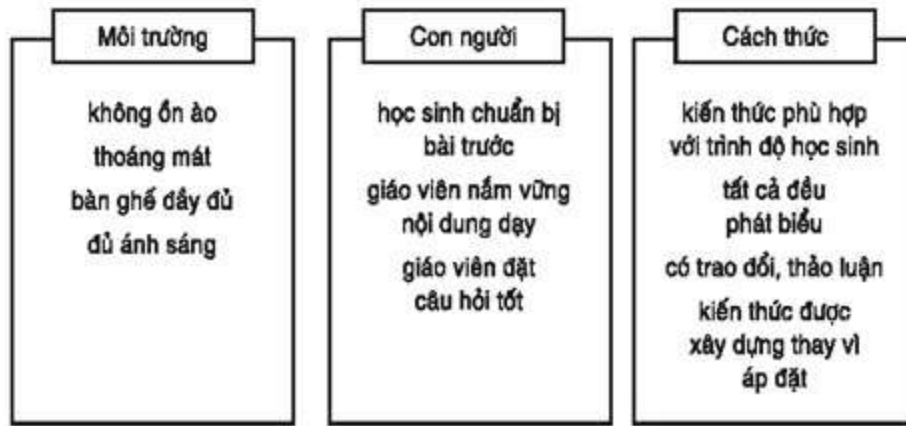 Môi trường
không ồn ào
thoáng mát
bàn ghế đầy đủ
đủ ánh sáng
Con người
học sinh chuẩn bị
bài trước
giáo viên nắm vững
nội dung dạy
giáo viên đặt
câu hỏi tốt
Cách thức
kiến thức phù hợp
với trình độ học sinh
tất cả đều
phát biểu
có trao đổi, thảo luận
kiến thức được
xây dựng thay vì
áp đặt